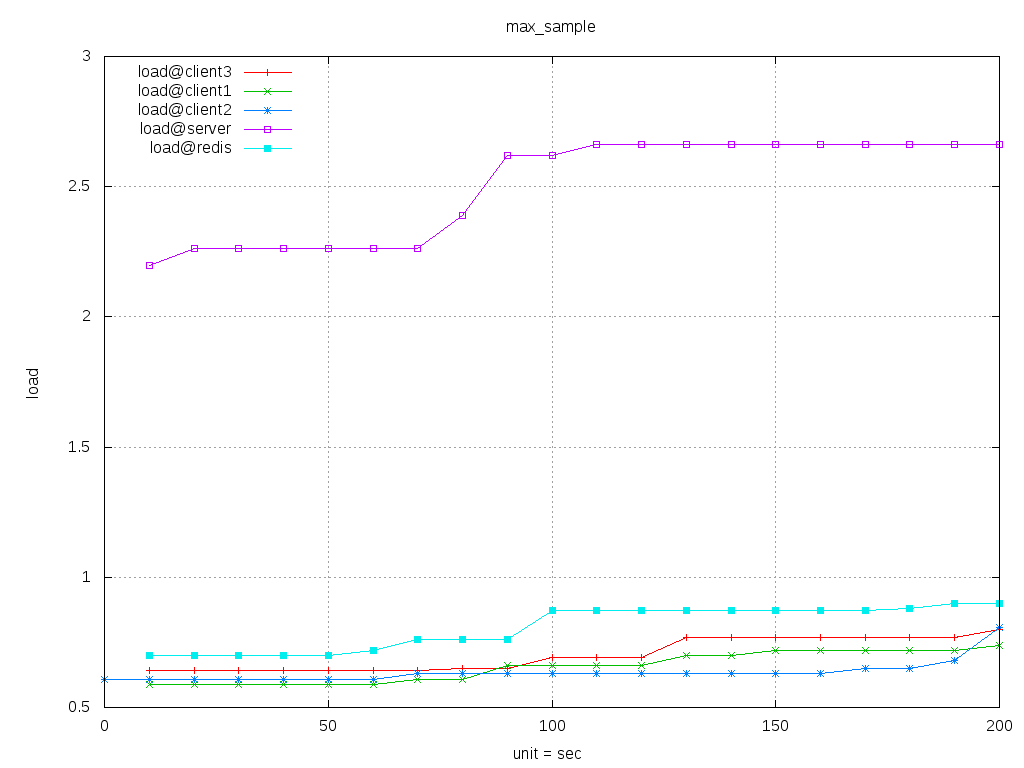 max_sample
3
2.5
2
1.5
1
0.5
load
load@client3
load@client1
load@client2
load@server
load@redis
0 50 100 150 200
unit = sec